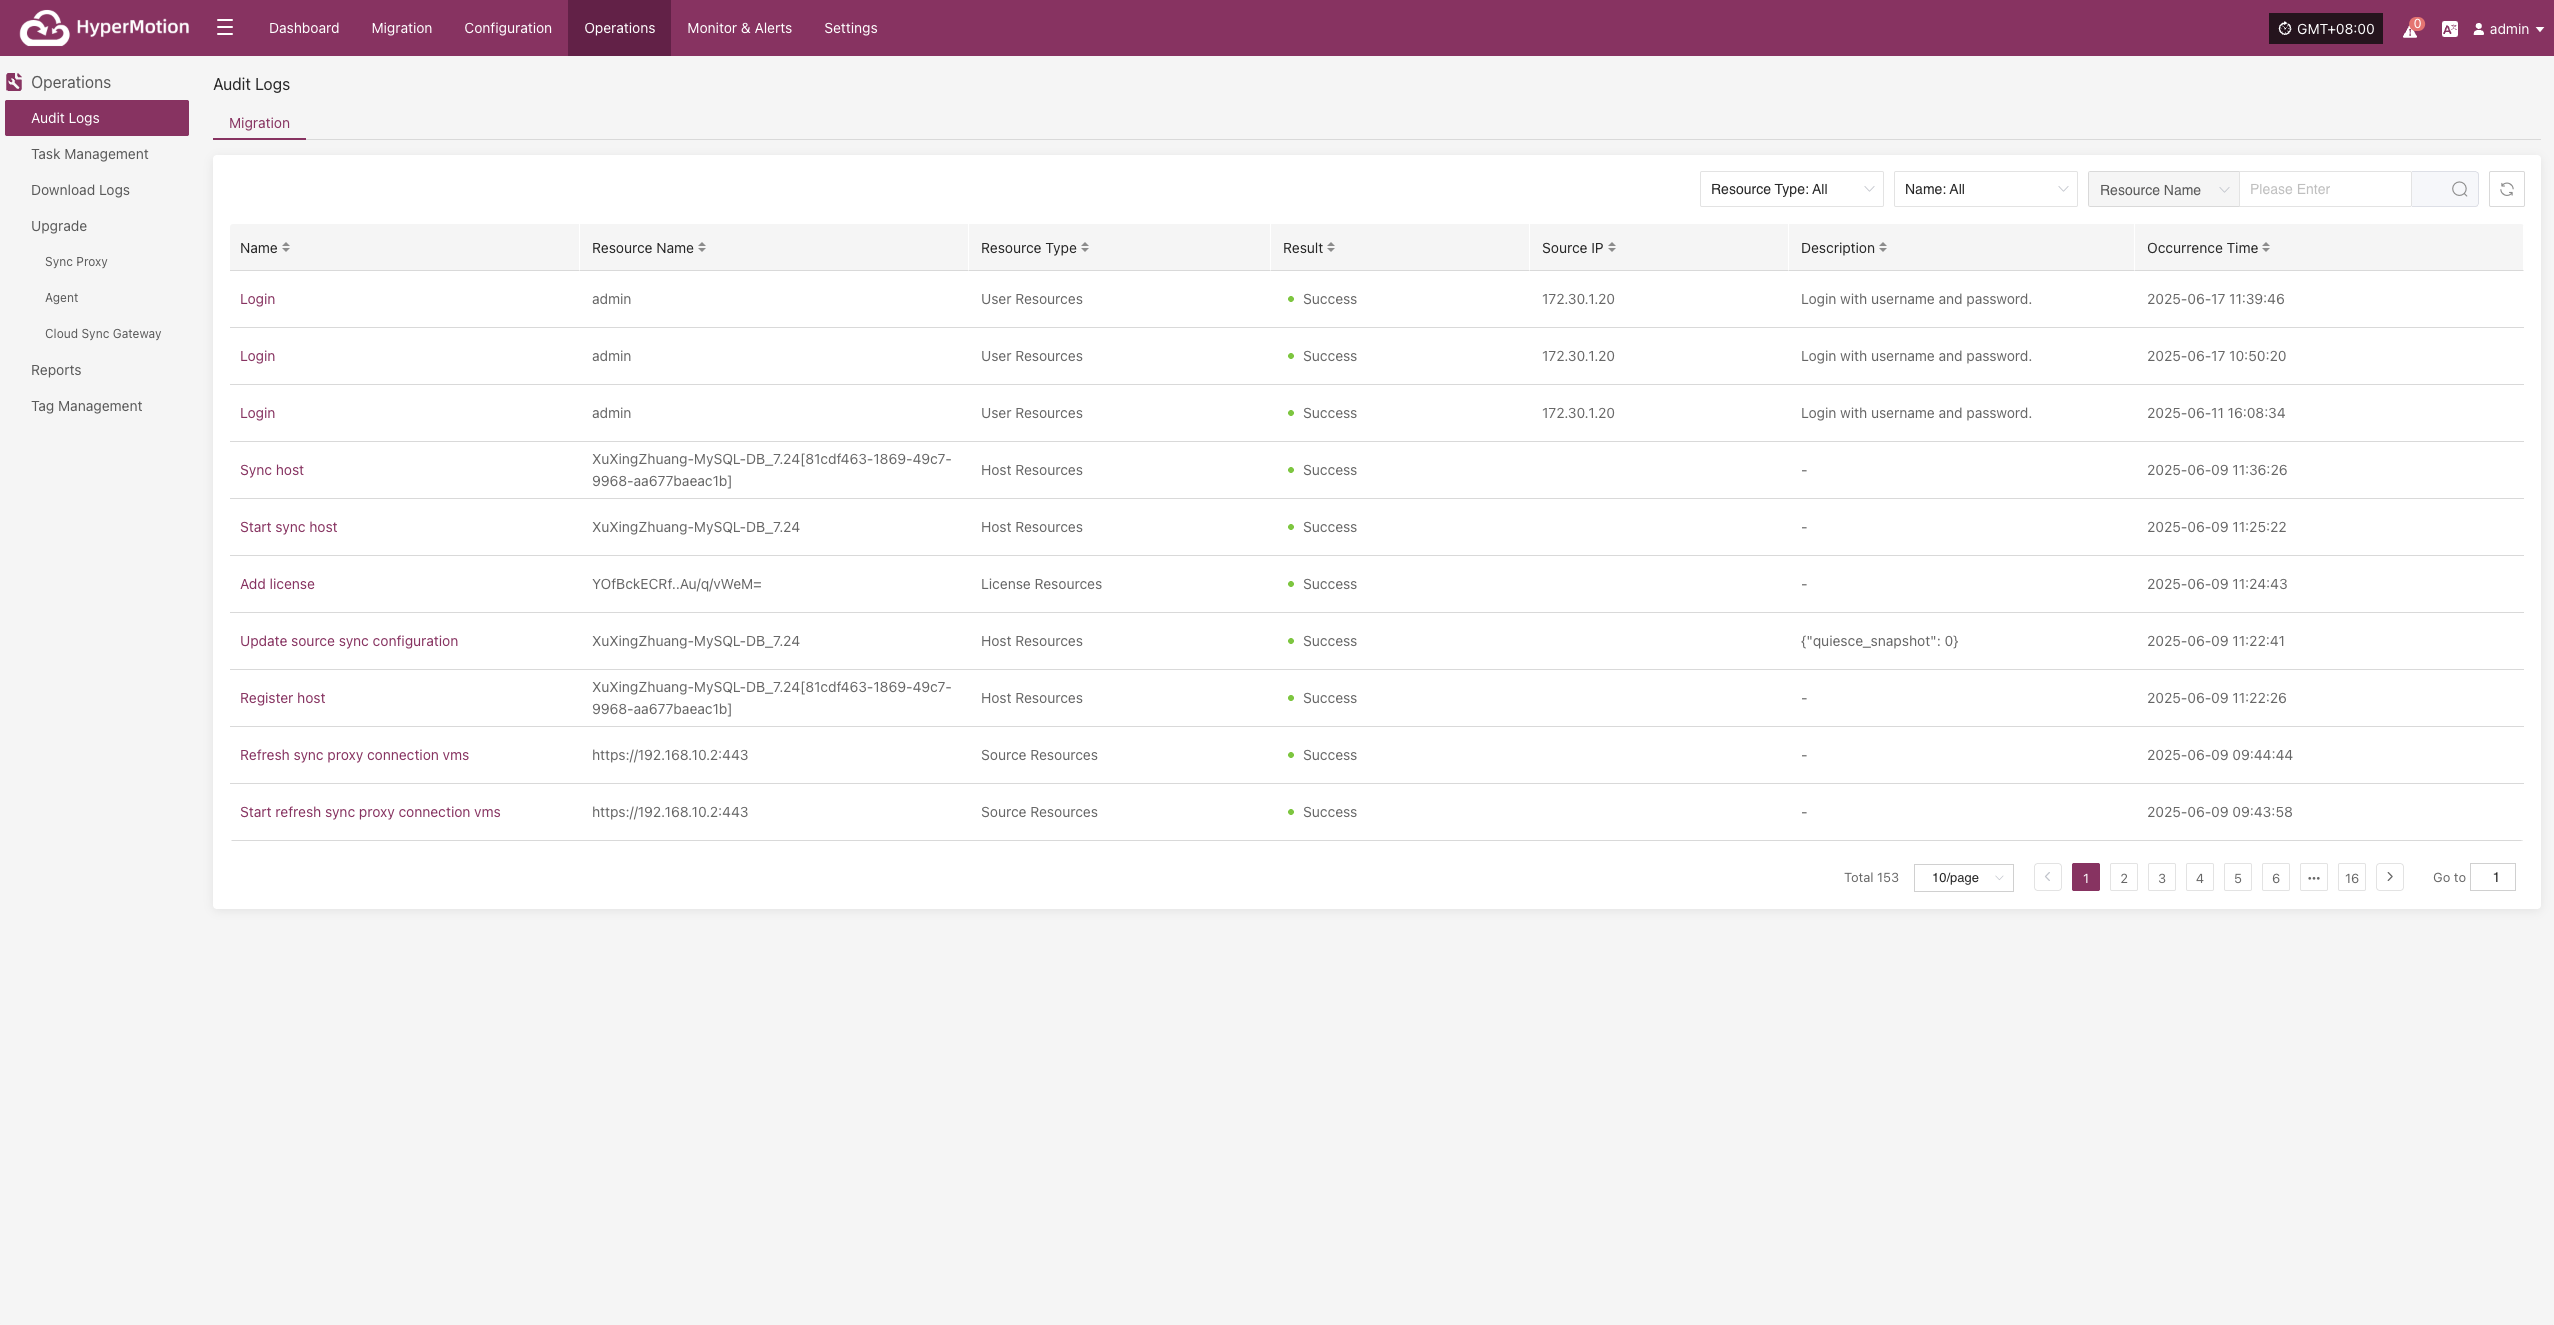 HyperMotion
Dashboard
Migration
Configuration
Operations
Monitor & Alerts
Settings
GMT+08:00
0
admin
Operations
Audit Logs
Task Management
Download Logs
Upgrade
Sync Proxy
Agent
Cloud Sync Gateway
Reports
Tag Management
Audit Logs
Migration
Resource Type: All
Name: All
Resource Name
Please Enter
Name Resource Name Resource Type Result Source IP Description Occurrence Time
Login admin User Resources Success 172.30.1.20 Login with username and password. 2025-06-17 11:39:46
Login admin User Resources Success 172.30.1.20 Login with username and password. 2025-06-17 10:50:20
Login admin User Resources Success 172.30.1.20 Login with username and password. 2025-06-11 16:08:34
Sync host XuXingZhuang-MySQL-DB_7.24[81cdf463-1869-49c7-
9968-aa677baeac1b] Host Resources Success - 2025-06-09 11:36:26
Start sync host XuXingZhuang-MySQL-DB_7.24 Host Resources Success - 2025-06-09 11:25:22
Add license YOfBckECRf..Au/q/vWeM= License Resources Success - 2025-06-09 11:24:43
Update source sync configuration XuXingZhuang-MySQL-DB_7.24 Host Resources Success {"quiesce_snapshot": 0} 2025-06-09 11:22:41
Register host XuXingZhuang-MySQL-DB_7.24[81cdf463-1869-49c7-
9968-aa677baeac1b] Host Resources Success - 2025-06-09 11:22:26
Refresh sync proxy connection vms https://192.168.10.2:443 Source Resources Success - 2025-06-09 09:44:44
Start refresh sync proxy connection vms https://192.168.10.2:443 Source Resources Success - 2025-06-09 09:43:58
Total 153 10/page 1 2 3 4 5 6 ••• 16 Go to 1